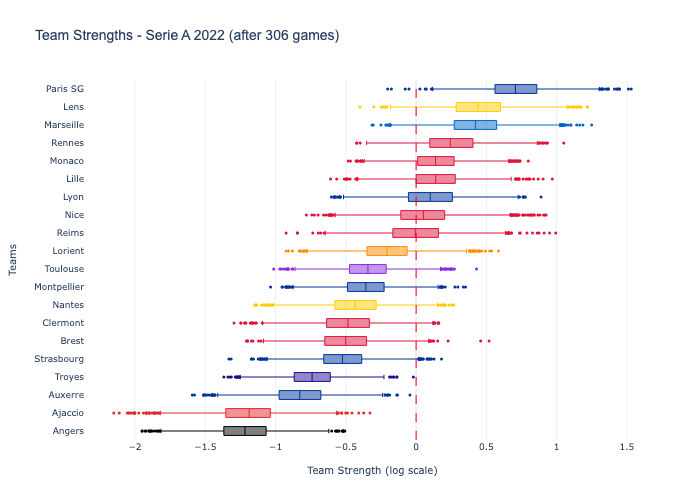 Team Strengths - Serie A 2022 (after 306 games)
Paris SG
Lens
Marseille
Rennes
Monaco
Lille
Lyon
Nice
Reims
Lorient
Toulouse
Montpellier
Nantes
Clermont
Brest
Strasbourg
Troyes
Auxerre
Ajaccio
Angers
Teams
−2 −1.5 −1 −0.5 0 0.5 1 1.5
Team Strength (log scale)